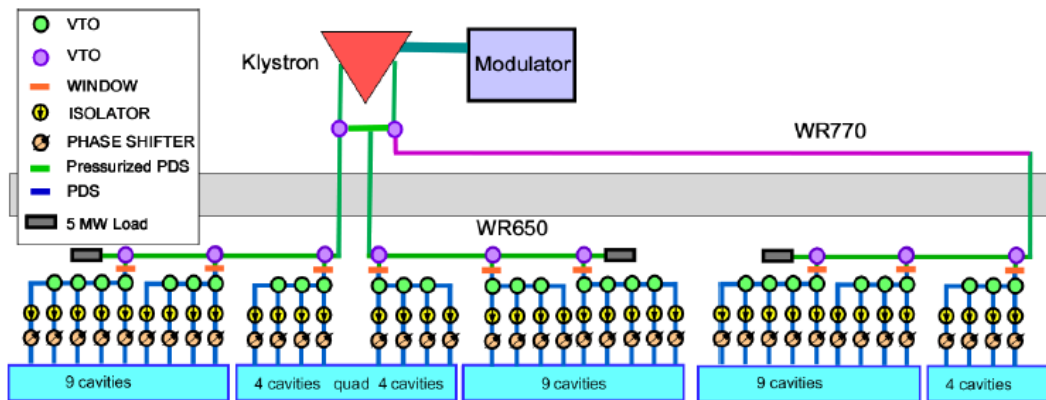 VTO
VTO
WINDOW
ISOLATOR
PHASE SHIFTER
Pressurized PDS
PDS
5 MW Load
Klystron
Modulator
WR770
WR650
9 cavities
4 cavities quad 4 cavities
9 cavities
9 cavities
4 cavities